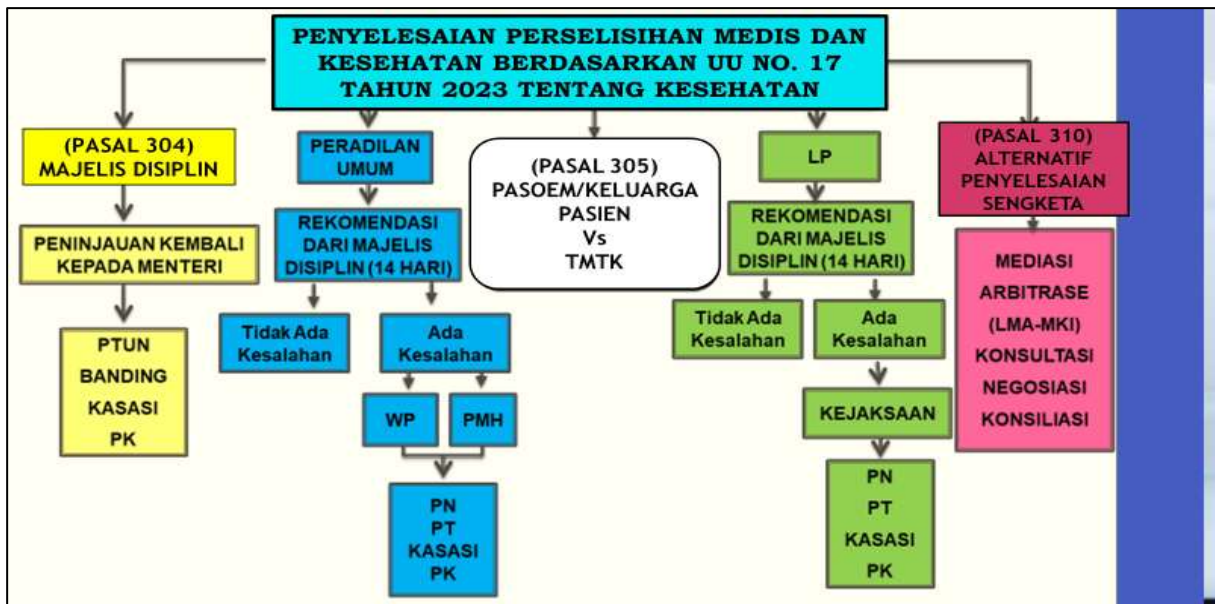 PENYELESAIAN PERSELISIHAN MEDIS DAN
KESEHATAN BERDASARKAN UU NO. 17
TAHUN 2023 TENTANG KESEHATAN
(PASAL 304)
MAJELIS DISIPLIN
PENINJAUAN KEMBALI
KEPADA MENTERI
PTUN
BANDING
KASASI
PK
PERADILAN
UMUM
REKOMENDASI
DARI MAJELIS
DISIPLIN (14 HARI)
Tidak Ada
Kesalahan
Ada
Kesalahan
WP
PMH
PN
PT
KASASI
PK
(PASAL 305)
PASOEM/KELUARGA
PASIEN
Vs
TMTK
LP
REKOMENDASI
DARI MAJELIS
DISIPLIN (14 HARI)
Tidak Ada
Kesalahan
Ada
Kesalahan
KEJAKSAAN
PN
PT
KASASI
PK
(PASAL 310)
ALTERNATIF
PENYELESAIAN
SENGKETA
MEDIASI
ARBITRASE
(LMA-MKI)
KONSULTASI
NEGOSIASI
KONSILIASI